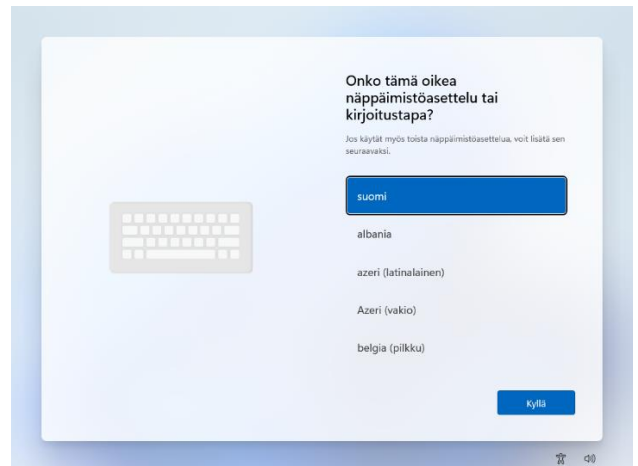 Onko tämä oikea
näppäimistöasettelu tai
kirjoitustapa?
Jos käytät myös toista näppäimistöasettelua, voit lisätä sen
seuraavaksi.
suomi
albania
azeri (latinalainen)
Azeri (vakio)
belgia (pilkku)
Kyllä